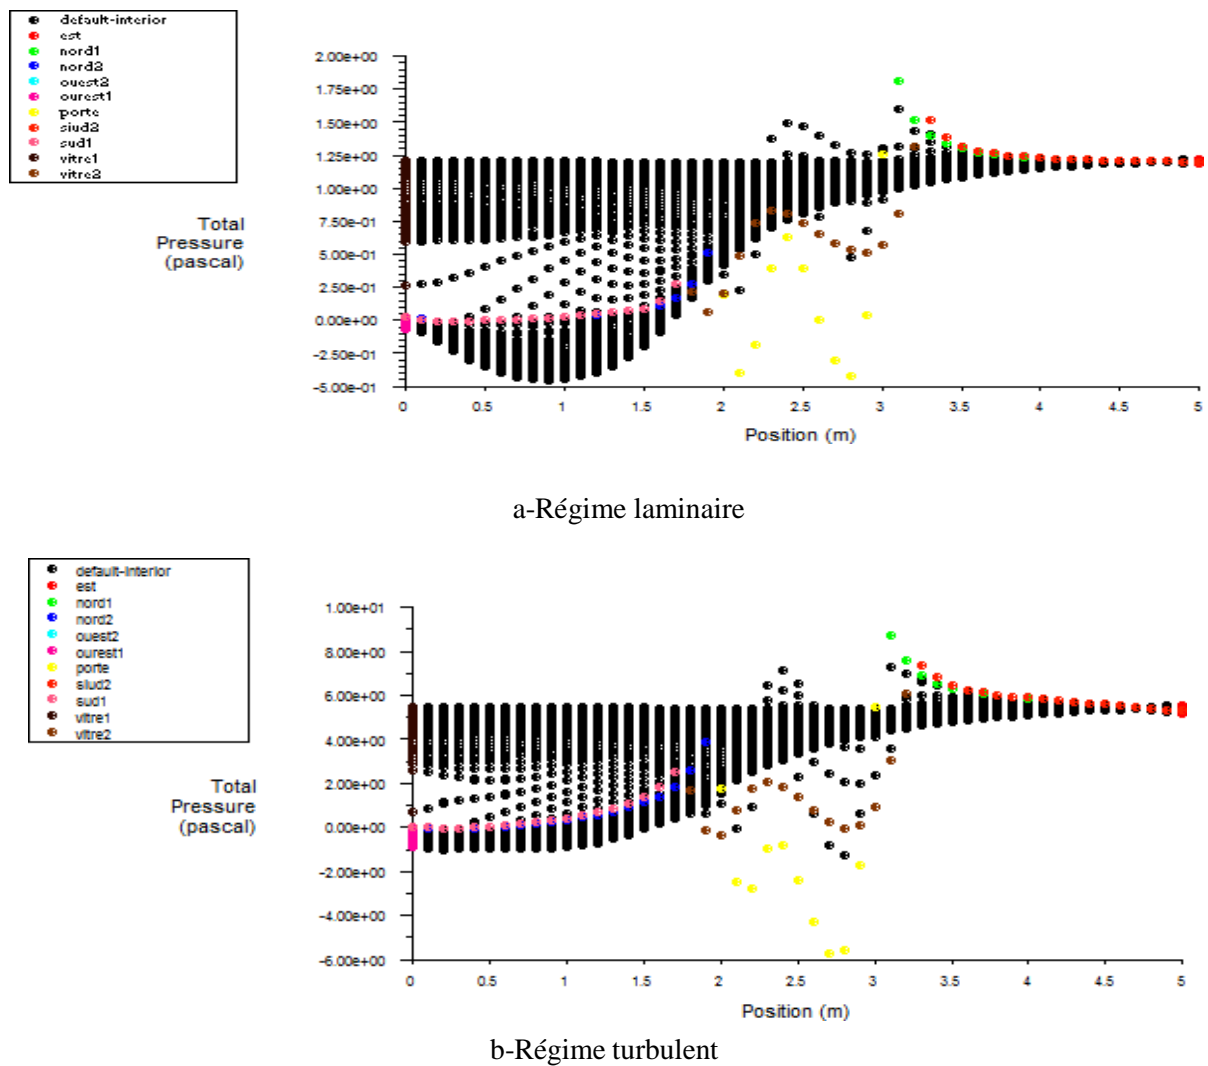 default-interior
est
nord1
nord2
ouest2
ourest1
porte
siud2
sud1
vitre1
vitre2
2.00e+00
1.75e+00
1.50e+00
1.25e+00
1.00e+00
7.50e-01
5.00e-01
2.50e-01
0.00e+00
-2.50e-01
-5.00e-01
Total
Pressure
(pascal)
0 0.5 1 1.5 2 2.5 3 3.5 4 4.5 5
Position (m)
a-Régime laminaire
default-interior
est
nord1
nord2
ouest2
ourest1
porte
siud2
sud1
vitre1
vitre2
1.00e+01
8.00e+00
6.00e+00
4.00e+00
2.00e+00
0.00e+00
-2.00e+00
-4.00e+00
-6.00e+00
Total
Pressure
(pascal)
0 0.5 1 1.5 2 2.5 3 3.5 4 4.5 5
Position (m)
b-Régime turbulent